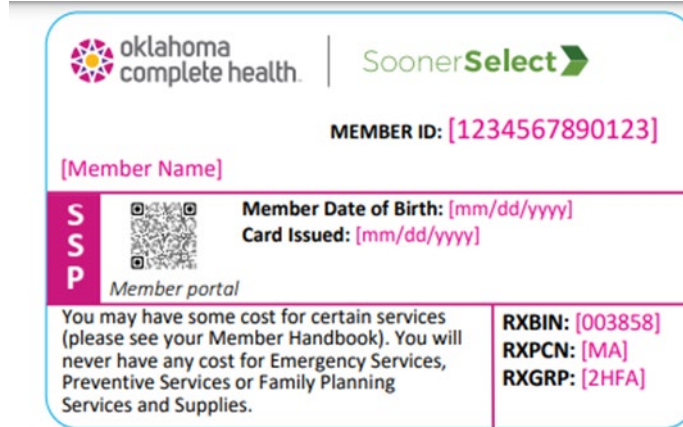 oklahoma
complete health.
SoonerSelect
MEMBER ID: [1234567890123]
[Member Name]
SSP
Member Date of Birth: [mm/dd/yyyy]
Card Issued: [mm/dd/yyyy]
Member portal
You may have some cost for certain services
(please see your Member Handbook). You will
never have any cost for Emergency Services,
Preventive Services or Family Planning
Services and Supplies.
RXBIN: [003858]
RXPCN: [MA]
RXGRP: [2HFA]